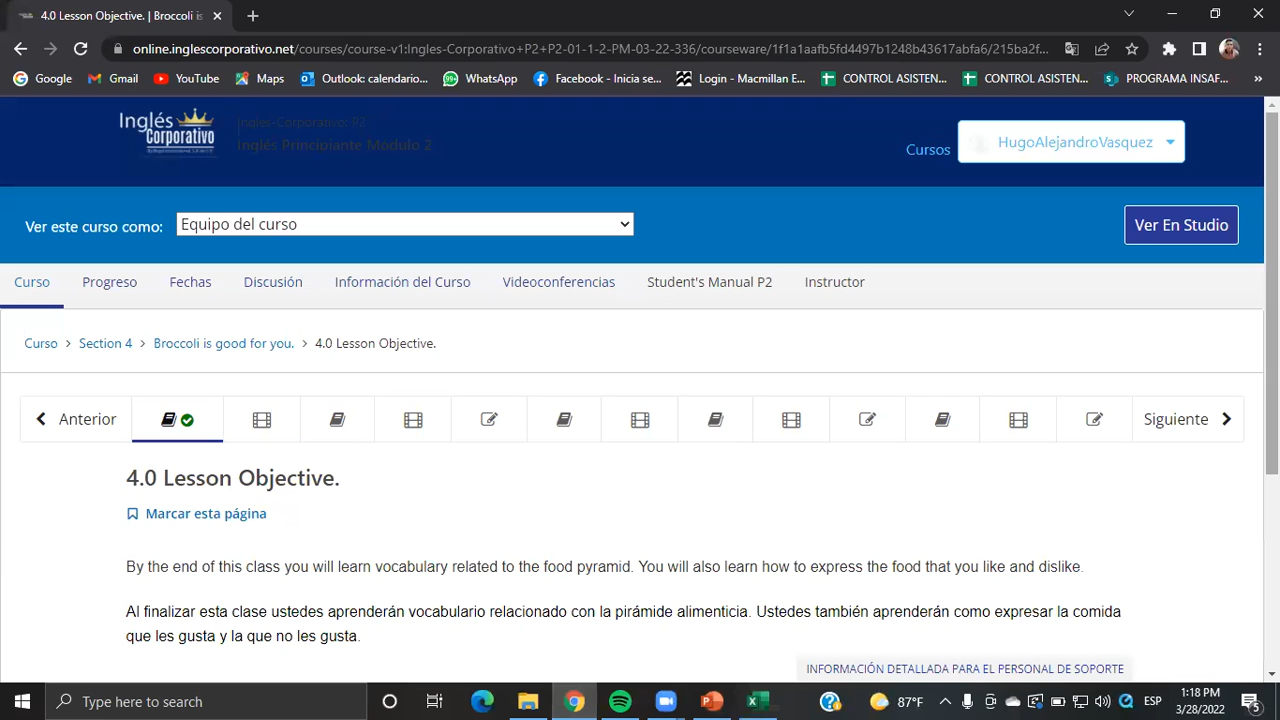 4.0 Lesson Objective. | Broccoli is
online.inglescorporativo.net/courses/course-v1:Ingles-Corporativo+P2+P2-01-1-2-PM-03-22-336/courseware/1f1a1aafb5fd4497b1248b43617abfa6/215ba2f...
Google Gmail YouTube Maps Outlook: calendario... WhatsApp Facebook - Inicia se... Login - Macmillan E... CONTROL ASISTEN... CONTROL ASISTEN... PROGRAMA INSAF...
Inglés
Corporativo
Ingles-Corporativo: P2
Inglés Principiante Módulo 2
Cursos HugoAlejandroVasquez
Ver este curso como: Equipo del curso Ver En Studio
Curso Progreso Fechas Discusión Información del Curso Videoconferencias Student's Manual P2 Instructor
Curso > Section 4 > Broccoli is good for you. > 4.0 Lesson Objective.
Anterior Siguiente
4.0 Lesson Objective.
Marcar esta página
By the end of this class you will learn vocabulary related to the food pyramid. You will also learn how to express the food that you like and dislike.
Al finalizar esta clase ustedes aprenderán vocabulario relacionado con la pirámide alimenticia. Ustedes también aprenderán como expresar la comida
que les gusta y la que no les gusta.
INFORMACIÓN DETALLADA PARA EL PERSONAL DE SOPORTE
Type here to search 87°F ESP 1:18 PM
3/28/2022 5